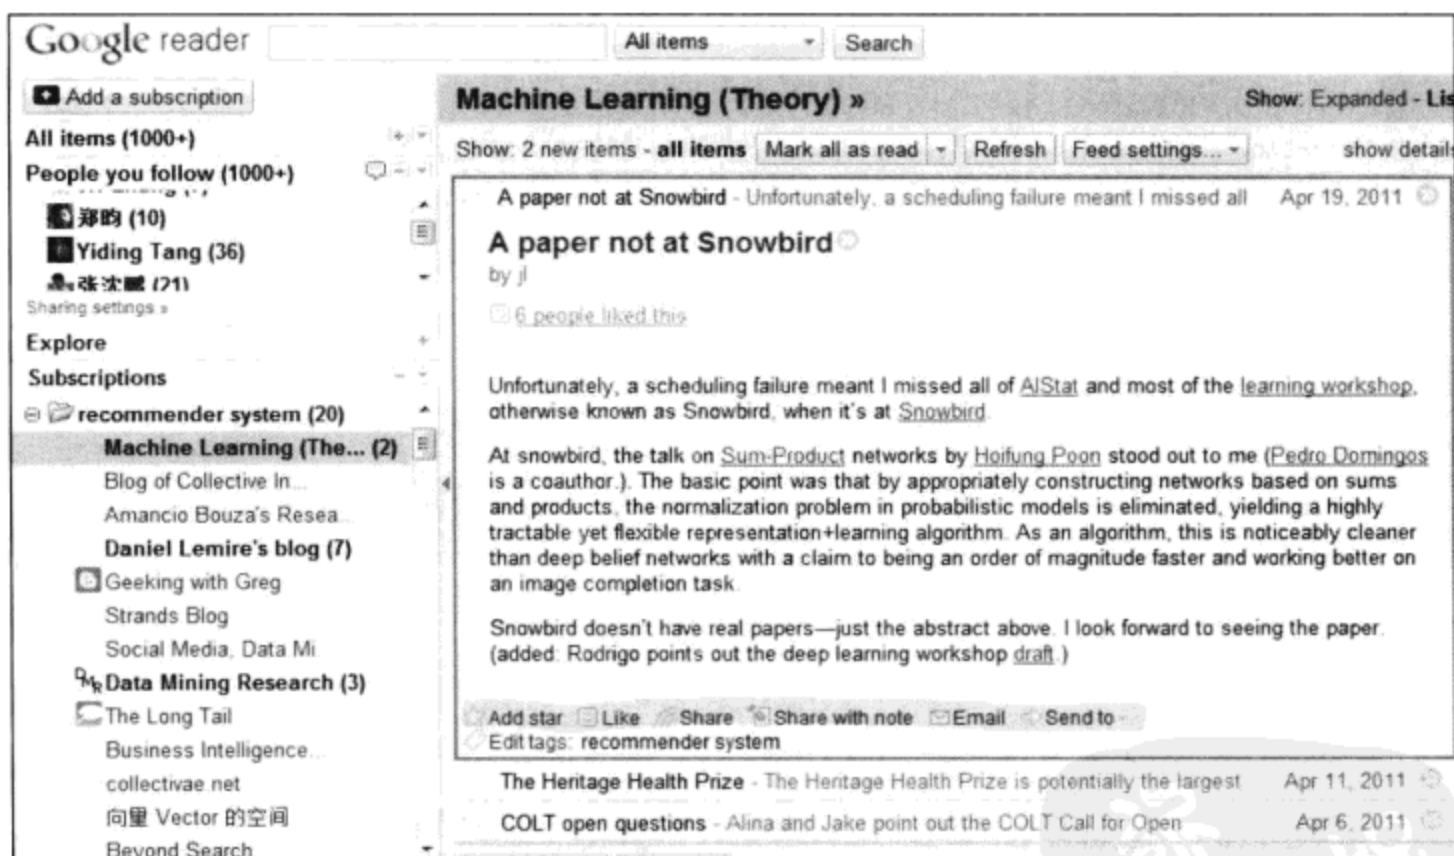 Google reader
All items
Search
Add a subscription
All items (1000+)
People you follow (1000+)
郑昀 (10)
Yiding Tang (36)
张沈鹏 (21)
Sharing settings »
Explore
Subscriptions
recommender system (20)
Machine Learning (The... (2)
Blog of Collective In...
Amancio Bouza's Resea
Daniel Lemire's blog (7)
Geeking with Greg
Strands Blog
Social Media, Data Mi
Data Mining Research (3)
The Long Tail
Business Intelligence...
collectivae.net
向量 Vector 的空间
Beyond Search
Machine Learning (Theory) »
Show: Expanded - Lis
Show: 2 new items - all items
Mark all as read
Refresh
Feed settings...
show details
A paper not at Snowbird - Unfortunately, a scheduling failure meant I missed all
Apr 19, 2011
A paper not at Snowbird
by jl
6 people liked this
Unfortunately, a scheduling failure meant I missed all of AIStat and most of the learning workshop,
otherwise known as Snowbird, when it's at Snowbird.
At snowbird, the talk on Sum-Product networks by Hoifung Poon stood out to me (Pedro Domingos
is a coauthor.). The basic point was that by appropriately constructing networks based on sums
and products, the normalization problem in probabilistic models is eliminated, yielding a highly
tractable yet flexible representation+learning algorithm. As an algorithm, this is noticeably cleaner
than deep belief networks with a claim to being an order of magnitude faster and working better on
an image completion task.
Snowbird doesn't have real papers—just the abstract above. I look forward to seeing the paper.
(added: Rodrigo points out the deep learning workshop draft.)
Add star Like Share Share with note Email Send to
Edit tags: recommender system
The Heritage Health Prize - The Heritage Health Prize is potentially the largest
Apr 11, 2011
COLT open questions - Alina and Jake point out the COLT Call for Open
Apr 6, 2011